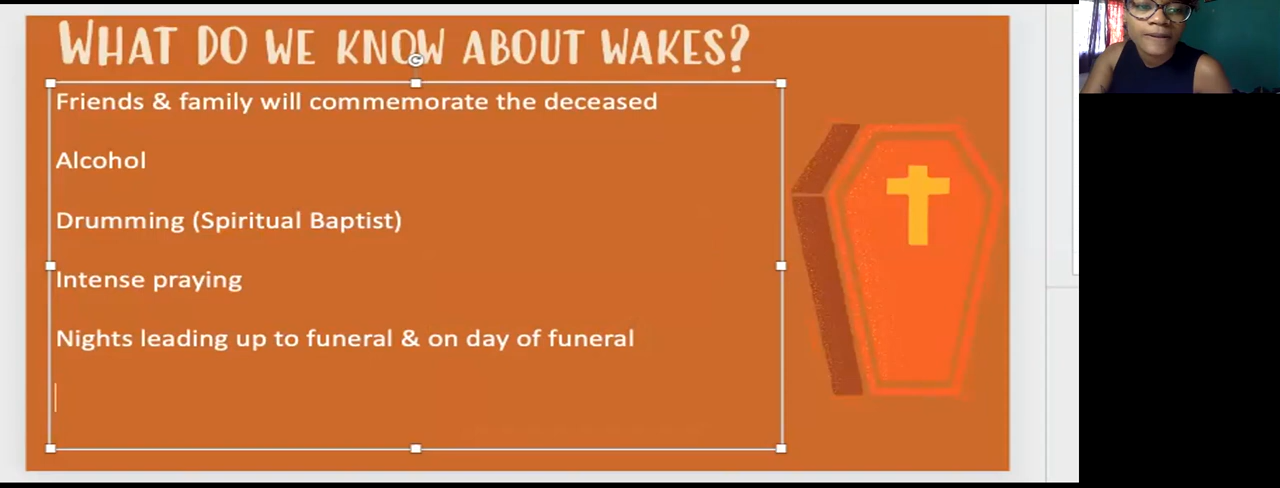 WHAT DO WE KNOW ABOUT WAKES?
Friends & family will commemorate the deceased
Alcohol
Drumming (Spiritual Baptist)
Intense praying
Nights leading up to funeral & on day of funeral